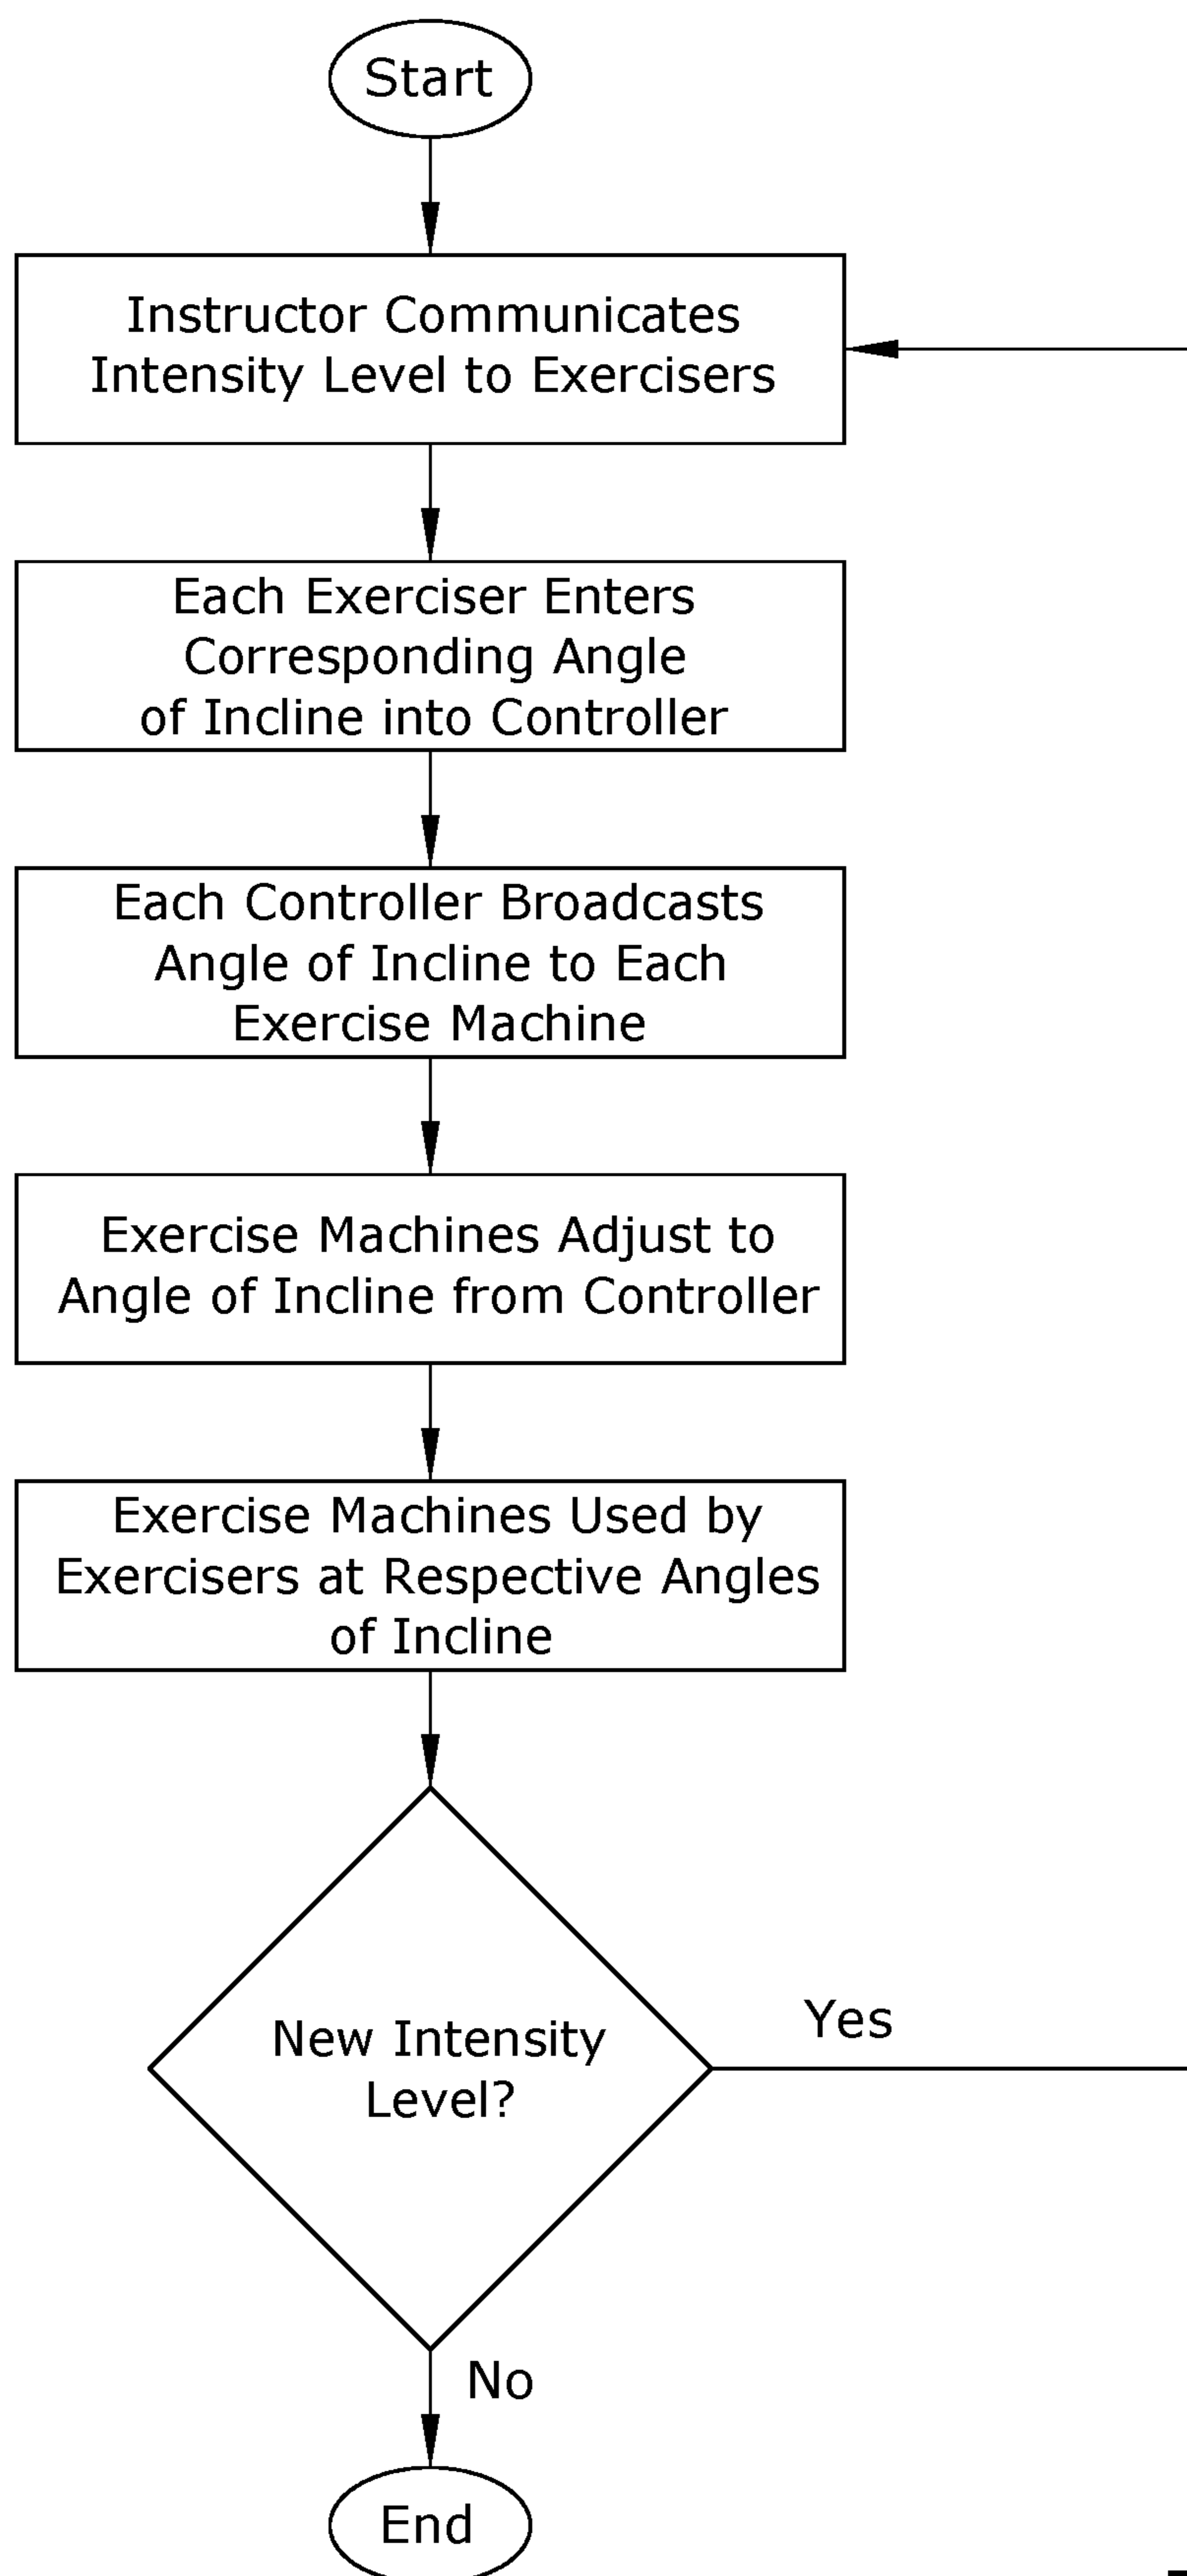 Start
Instructor Communicates
Intensity Level to Exercisers
Each Exerciser Enters
Corresponding Angle
of Incline into Controller
Each Controller Broadcasts
Angle of Incline to Each
Exercise Machine
Exercise Machines Adjust to
Angle of Incline from Controller
Exercise Machines Used by
Exercisers at Respective Angles
of Incline
New Intensity
Level?
Yes
No
End